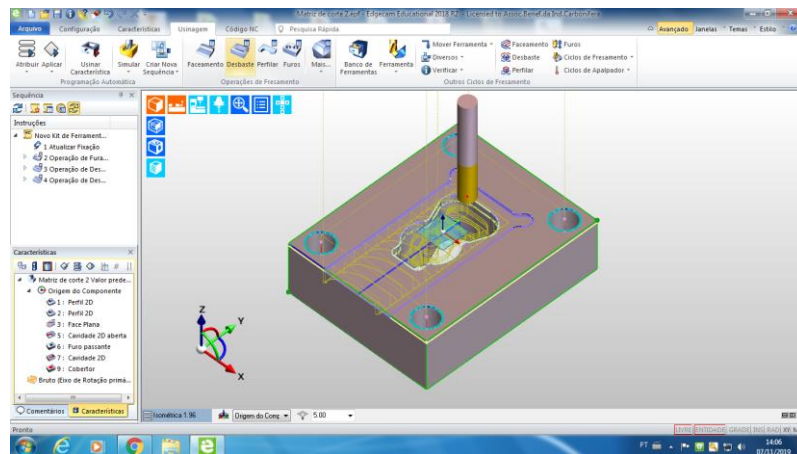 Matriz de corte 2.epf - Edgecam Educational 2018 R2 - Licensed to Assoc.Benef.da Ind.Carbonifera
Arquivo Configuração Características Usinagem Código NC Pesquisa Rápida Avançado Janelas Temas Estilo
Atribuir Aplicar Usinar Característica Simular Criar Nova Sequência Faceamento Desbaste Perfilar Furos Mais... Banco de Ferramentas Ferramenta
Mover Ferramenta Faceamento Furos
Diversos Desbaste Ciclos de Fresamento
Verificar Perfilar Ciclos de Apalpador
Programação Automática Operações de Fresamento Outros Ciclos de Fresamento
Sequência
Instruções
Novo Kit de Ferrament...
1 Atualizar Fixação
2 Operação de Fura...
3 Operação de Des...
4 Operação de Des...
Características
Matriz de corte 2 Valor prede...
Origem do Componente
1 : Perfil 2D
2 : Perfil 2D
3 : Face Plana
5 : Cavidade 2D aberta
6 : Furo passante
7 : Cavidade 2D
9 : Cobertor
Bruto (Eixo de Rotação primá...
Z
Y
X
Comentários Características
Isométrica 1.96 Origem do Comp 5.00
Pronto
LIVRE ENTIDADE GRADE INS RAD XY
PT 14:06
07/11/2019